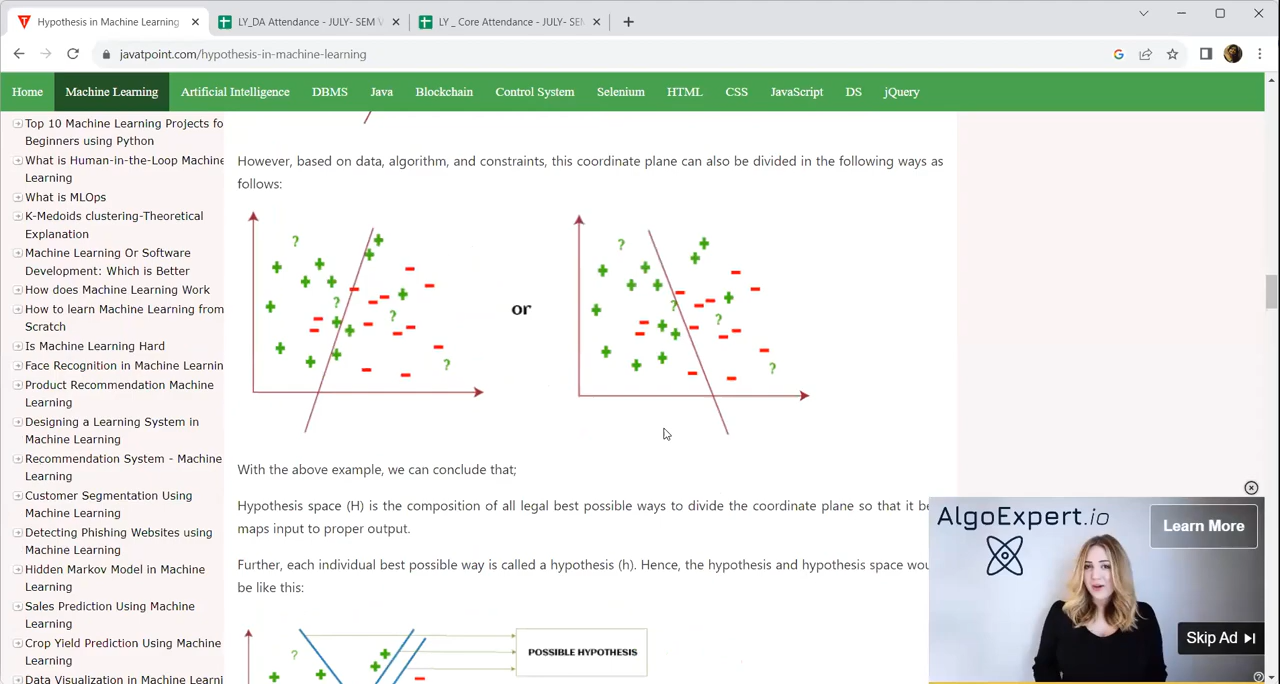 Hypothesis in Machine Learning
LY_DA Attendance - JULY- SEM V
LY _ Core Attendance - JULY- SEM
javatpoint.com/hypothesis-in-machine-learning
Home Machine Learning Artificial Intelligence DBMS Java Blockchain Control System Selenium HTML CSS JavaScript DS jQuery
Top 10 Machine Learning Projects fo
Beginners using Python
What is Human-in-the-Loop Machine
Learning
What is MLOps
K-Medoids clustering-Theoretical
Explanation
Machine Learning Or Software
Development: Which is Better
How does Machine Learning Work
How to learn Machine Learning from
Scratch
Is Machine Learning Hard
Face Recognition in Machine Learnin
Product Recommendation Machine
Learning
Designing a Learning System in
Machine Learning
Recommendation System - Machine
Learning
Customer Segmentation Using
Machine Learning
Detecting Phishing Websites using
Machine Learning
Hidden Markov Model in Machine
Learning
Sales Prediction Using Machine
Learning
Crop Yield Prediction Using Machine
Learning
Data Visualization in Machine Learni
However, based on data, algorithm, and constraints, this coordinate plane can also be divided in the following ways as
follows:
or
With the above example, we can conclude that;
Hypothesis space (H) is the composition of all legal best possible ways to divide the coordinate plane so that it be
maps input to proper output.
Further, each individual best possible way is called a hypothesis (h). Hence, the hypothesis and hypothesis space wou
be like this:
POSSIBLE HYPOTHESIS
AlgoExpert.io
Learn More
Skip Ad